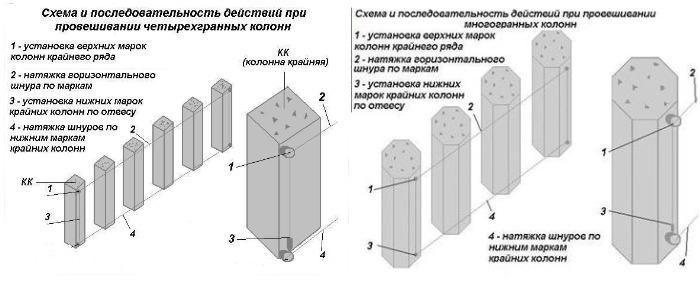 Схема и последовательность действий при
провешивании четырехгранных колонн
1 - установка верхних марок
колонн крайнего ряда
2 - натяжка горизонтального
шнура по маркам
3 - установка нижних марок
крайних колонн
по отвесу
4 - натяжка шнуров по
нижним маркам
крайних колонн
КК
(колонна крайняя)
2
1
3
4
КК
1
3
2
4
Схема и последовательность действий при провешивании
многогранных колонн
1 - установка верхних марок
колонн крайнего ряда
2 - натяжка горизонтального
шнура по маркам
3 - установка нижних
марок крайних колонн
по отвесу
2
1
3
4
4 - натяжка шнуров по
нижним маркам
крайних колонн
2
1
3
4